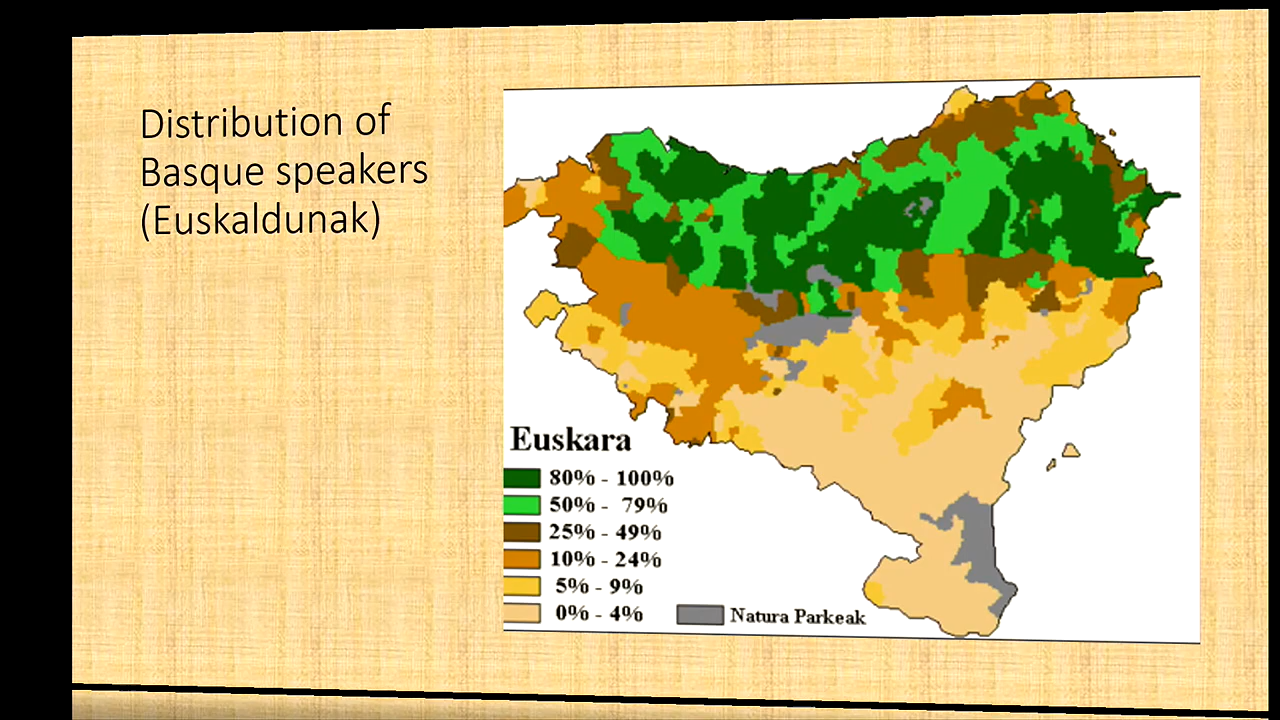 Distribution of
Basque speakers
(Euskaldunak)
Euskara
80% - 100%
50% - 79%
25% - 49%
10% - 24%
5% - 9%
0% - 4%
Natura Parkeak